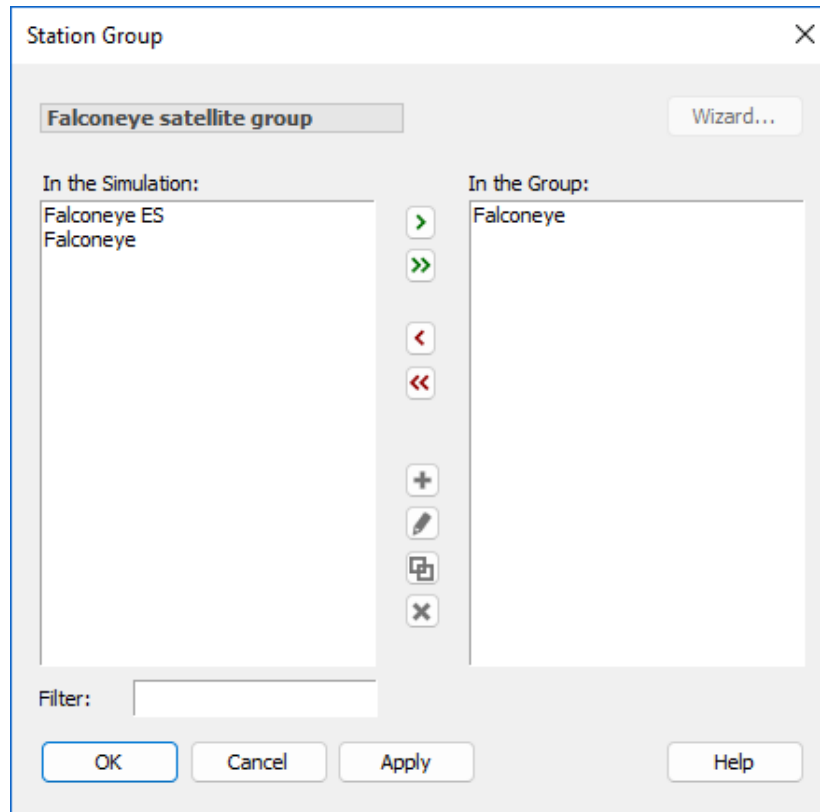 Station Group
Falconeye satellite group
Wizard...
In the Simulation:
In the Group:
Falconeye ES
Falconeye
Falconeye
Filter:
OK
Cancel
Apply
Help